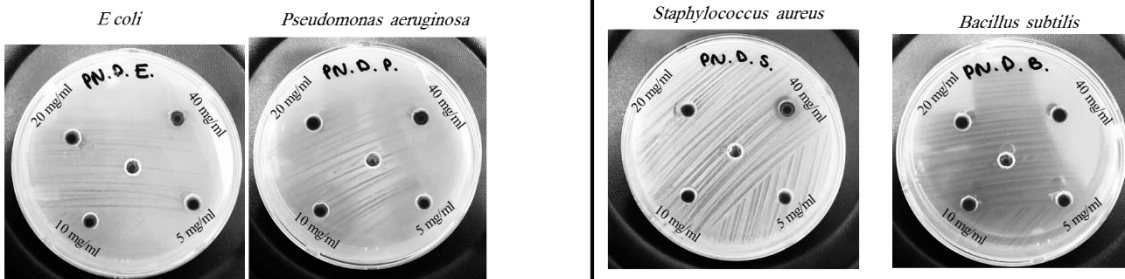 E coli
Pseudomonas aeruginosa
Staphylococcus aureus
Bacillus subtilis
PN. D. E.
20 mg/ml
40 mg/ml
10 mg/ml
5 mg/ml
PN. D. P.
20 mg/ml
40 mg/ml
10 mg/ml
5 mg/ml
PN. D. S.
20 mg/ml
40 mg/ml
10 mg/ml
5 mg/ml
PN. D. B.
20 mg/ml
40 mg/ml
10 mg/ml
5 mg/ml